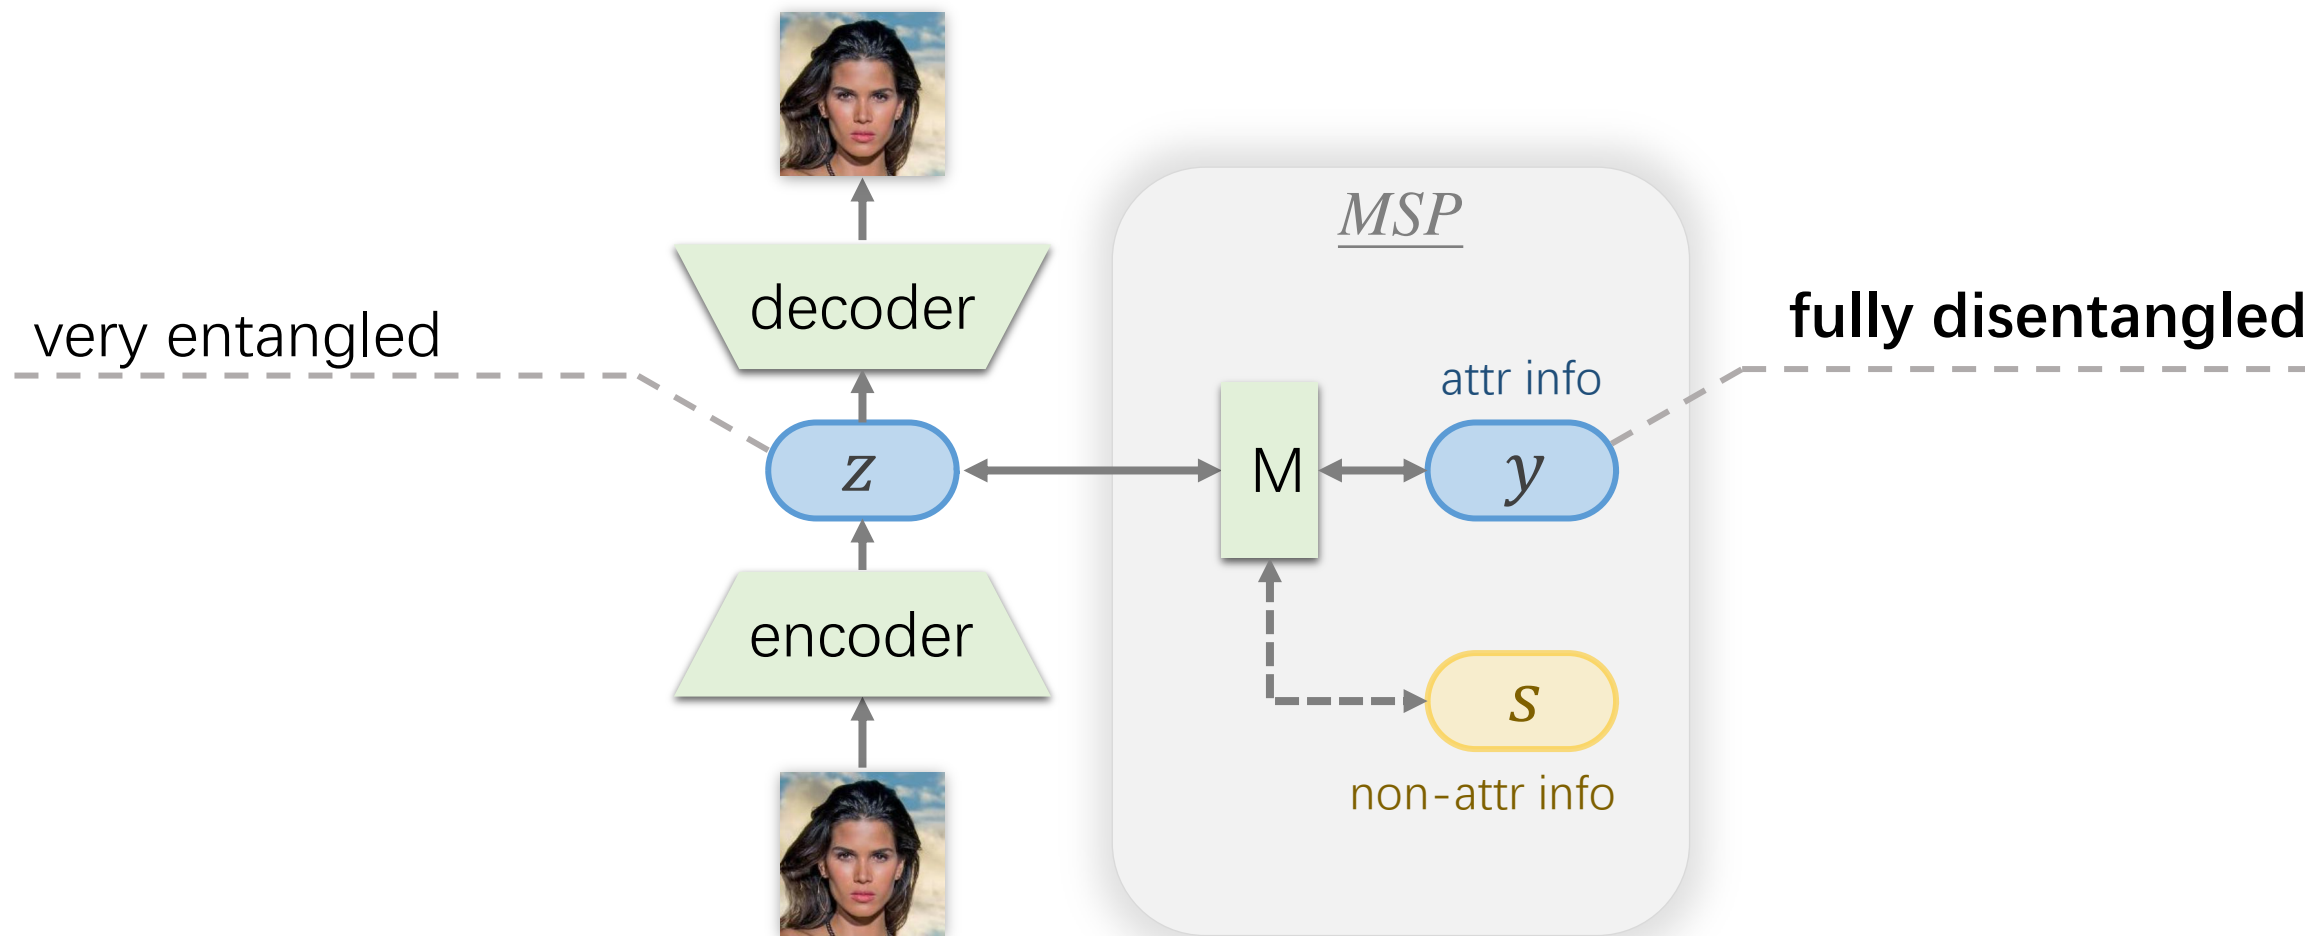 MSP
decoder
very entangled
fully disentangled
attr info
z
M
y
encoder
s
non-attr info